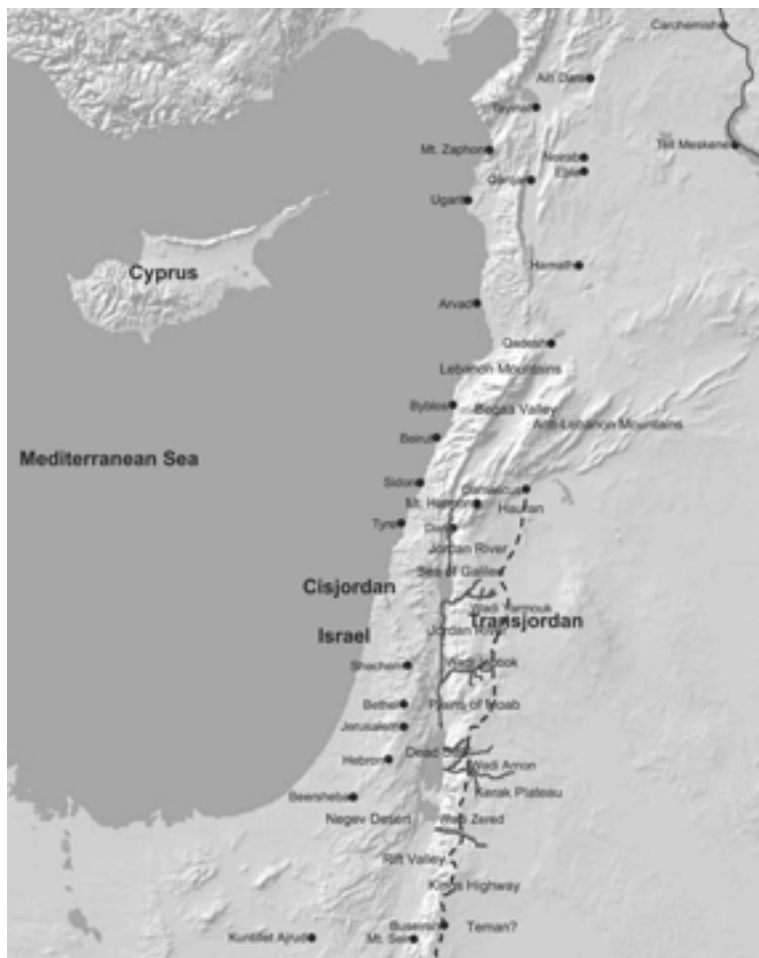 Carchemish
Ain Dara
Tayinat
Tell Meskene
Mt. Zaphon
Neirab
Ebla
Qarqar
Ugarit
Cyprus
Hamath
Arvad
Qadesh
Lebanon Mountains
Byblos
Beqaa Valley
Anti-Lebanon Mountains
Beirut
Mediterranean Sea
Sidon
Damascus
Mt. Hermon
Hauran
Tyre
Dan
Jordan River
Sea of Galilee
Cisjordan
Wadi Yarmouk
Transjordan
Israel
Jordan River
Shechem
Wadi Jabbok
Bethel
Plains of Moab
Jerusalem
Dead Sea
Hebron
Wadi Arnon
Beersheba
Kerak Plateau
Negev Desert
Wadi Zered
Rift Valley
Kings Highway
Buseirah
Teman?
Kuntillet Ajrud
Mt. Seir